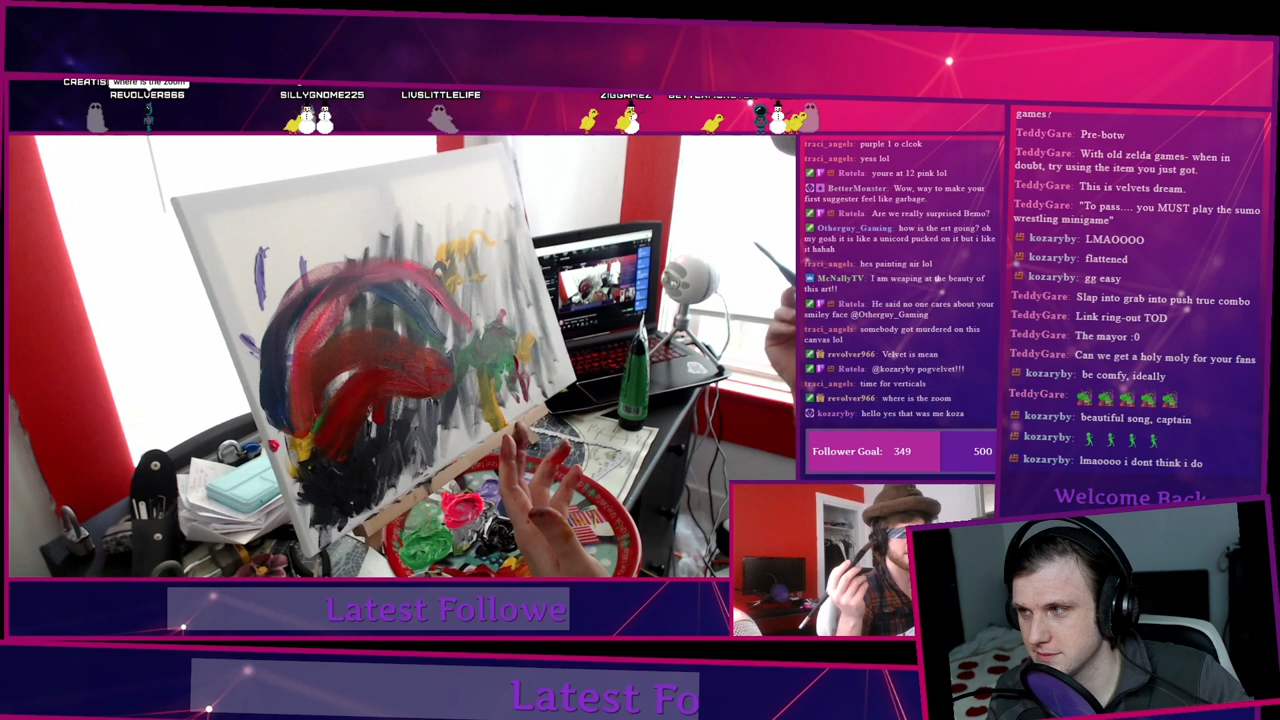 CREATIS
where is the zoom
REVOLVER966
SILLYGNOME225
LIVSLITTLELIFE
ZIGGAMEZ
traci_angels: purple 1 o clcok
traci_angels: yess lol
Rutela: youre at 12 pink lol
BetterMonster: Wow, way to make your
first suggester feel like garbage.
Rutela: Are we really surprised Bemo?
Otherguy_Gaming: how is the ert going? oh
my gosh it is like a unicord pucked on it but i like
it hahah
traci_angels: hes painting air lol
McNallyTV: I am weaping at the beauty of
this art!!
Rutela: He said no one cares about your
smiley face @Otherguy_Gaming
traci_angels: somebody got murdered on this
canvas lol
revolver966: Velvet is mean
Rutela: @kozaryby pogvelvet!!!
traci_angels: time for verticals
revolver966: where is the zoom
kozaryby: hello yes that was me koza
Follower Goal: 349 500
games?
TeddyGare: Pre-botw
TeddyGare: With old zelda games- when in
doubt, try using the item you just got.
TeddyGare: This is velvets dream.
TeddyGare: "To pass.... you MUST play the sumo
wrestling minigame"
kozaryby: LMAOOOO
kozaryby: flattened
kozaryby: gg easy
TeddyGare: Slap into grab into push true combo
TeddyGare: Link ring-out TOD
TeddyGare: The mayor :0
TeddyGare: Can we get a holy moly for your fans
kozaryby: be comfy, ideally
TeddyGare:
kozaryby: beautiful song, captain
kozaryby:
kozaryby: lmaoooo i dont think i do
Welcome Back
Latest Followe
Latest Fo